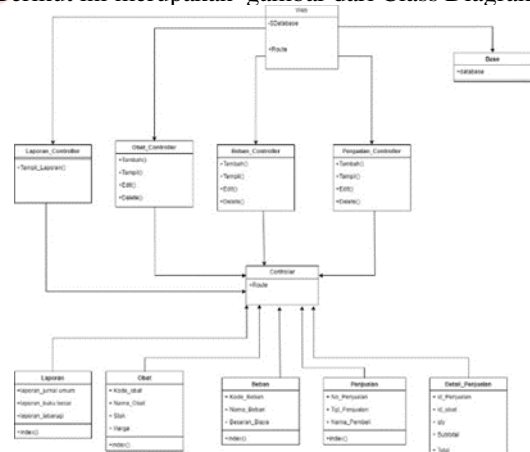 Berikut ini merupakan gambar dari Class Diagram
Web
-$Database
+Route
Base
+database
Laporan_Controller
+Tampil_Laporan()
Obat_Controller
+Tambah()
+Tampil()
+Edit()
+Delete()
Beban_Controller
+Tambah()
+Tampil()
+Edit()
+Delete()
Penjualan_Controller
+Tambah()
+Tampil()
+Edit()
+Delete()
Controller
+Route
Laporan
+laporan_jurnal umum
+laporan_buku besar
+laporan_labarugi
+index()
Obat
+ Kode_obat
+ Nama_Obat
+ Stok
+ Harga
+index()
Beban
+ Kode_Beban
+ Nama_Beban
+ Besaran_Biaya
+index()
Penjualan
+ No_Penjualan
+ Tgl_Penjualan
+ Nama_Pembeli
+index()
Detail_Penjualan
+ id_Penjualan
+ id_obat
+ qty
+ Subtotal
+ Total